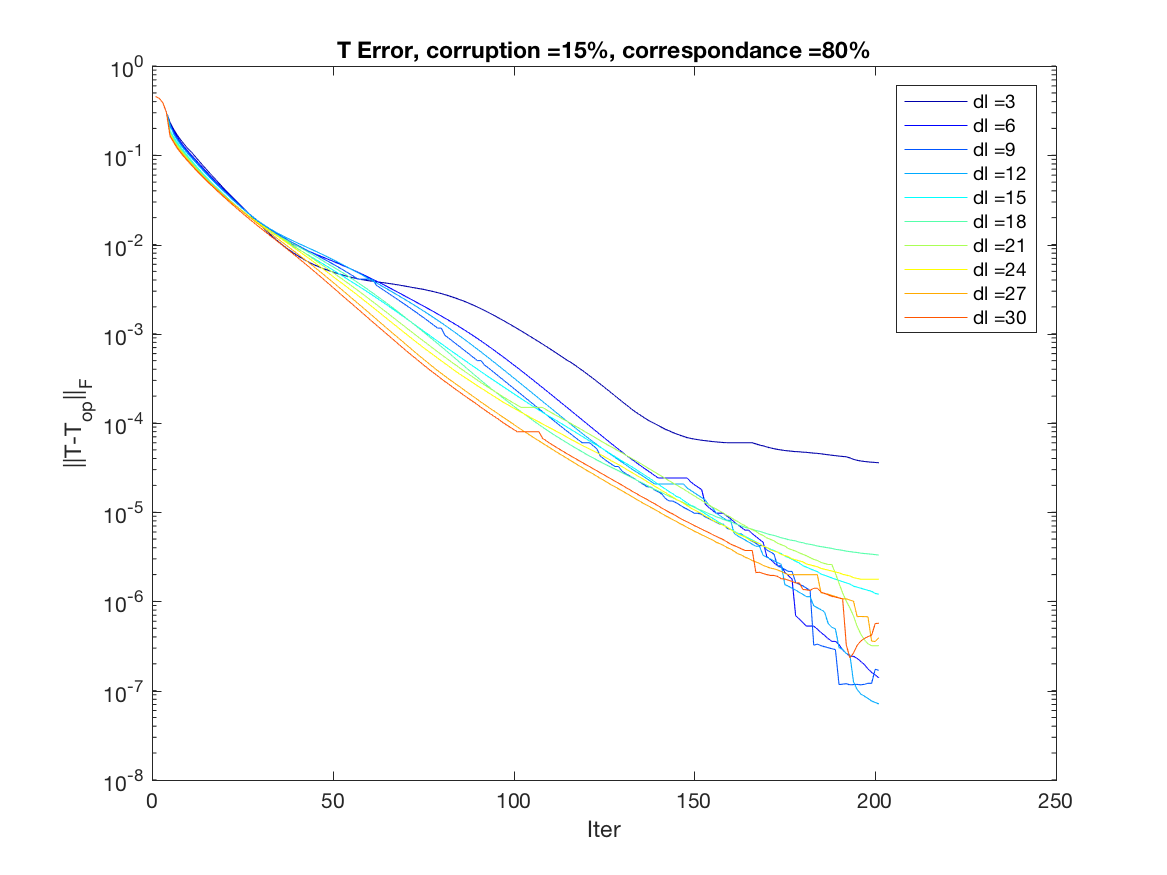 T Error, corruption =15%, correspondance =80%
10^0
10^-1
10^-2
10^-3
10^-4
10^-5
10^-6
10^-7
10^-8
||T-T_op||_F
0 50 100 150 200 250
Iter
dl =3
dl =6
dl =9
dl =12
dl =15
dl =18
dl =21
dl =24
dl =27
dl =30